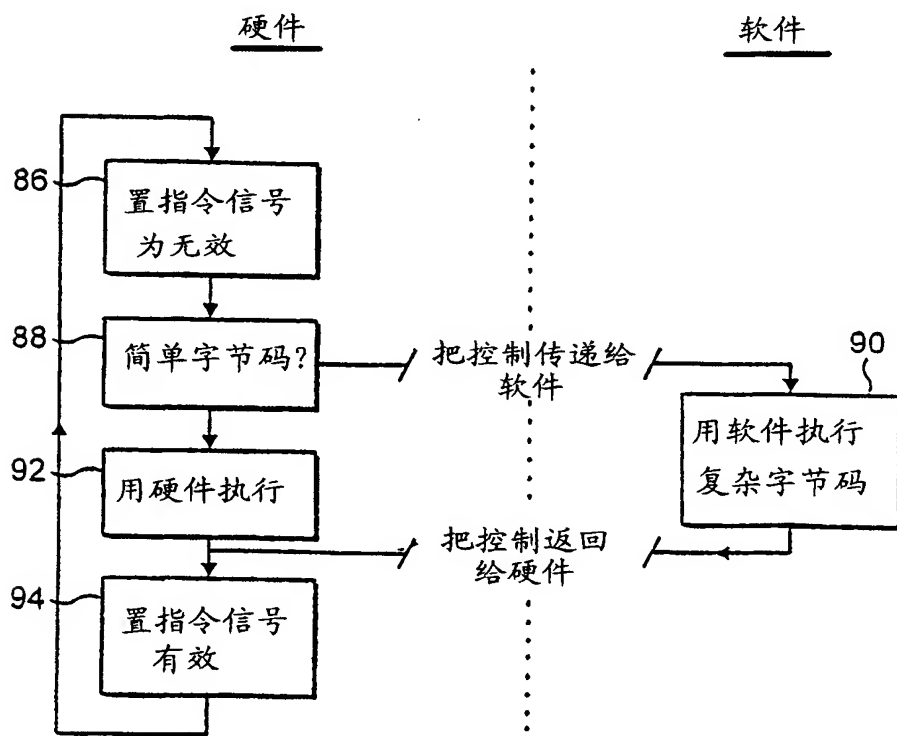 硬件
软件
86
置指令信号
为无效
88
简单字节码?
把控制传递给
软件
90
用软件执行
复杂字节码
92
用硬件执行
把控制返回
给硬件
94
置指令信号
有效